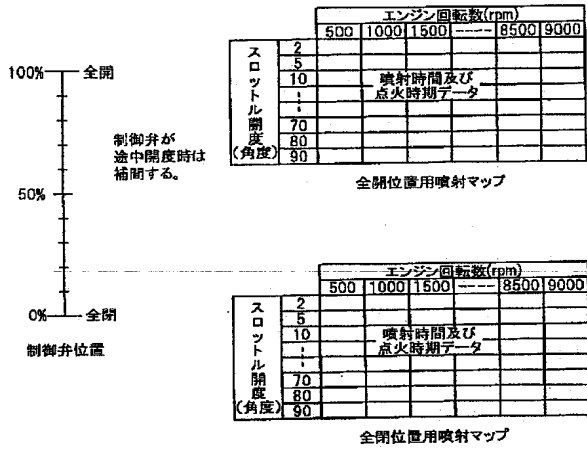 エンジン回転数(rpm)
500 1000 1500 ---- 8500 9000
スロットル開度(角度)
2
5
10
70
80
90
噴射時間及び
点火時期データ
全開位置用噴射マップ
100% 全開
50%
0% 全閉
制御弁位置
制御弁が
途中開度時は
補間する。
エンジン回転数(rpm)
500 1000 1500 ---- 8500 9000
スロットル開度(角度)
2
5
10
70
80
90
噴射時間及び
点火時期データ
全閉位置用噴射マップ